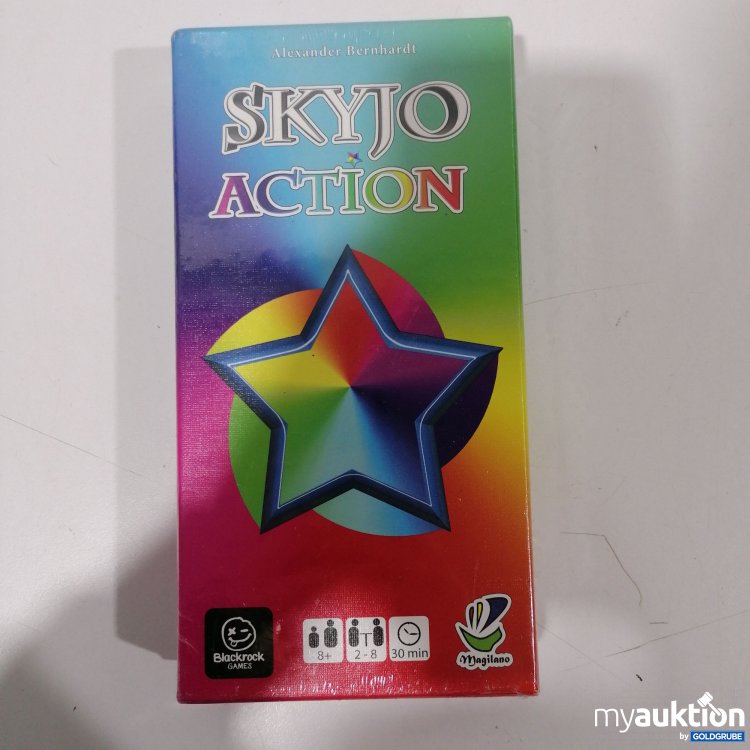 Alexander Bernhardt
SKYJO
ACTION
Blackrock
GAMES
8+
2 - 8
30 min
Magilano
myauktion
by GOLDGRUBE